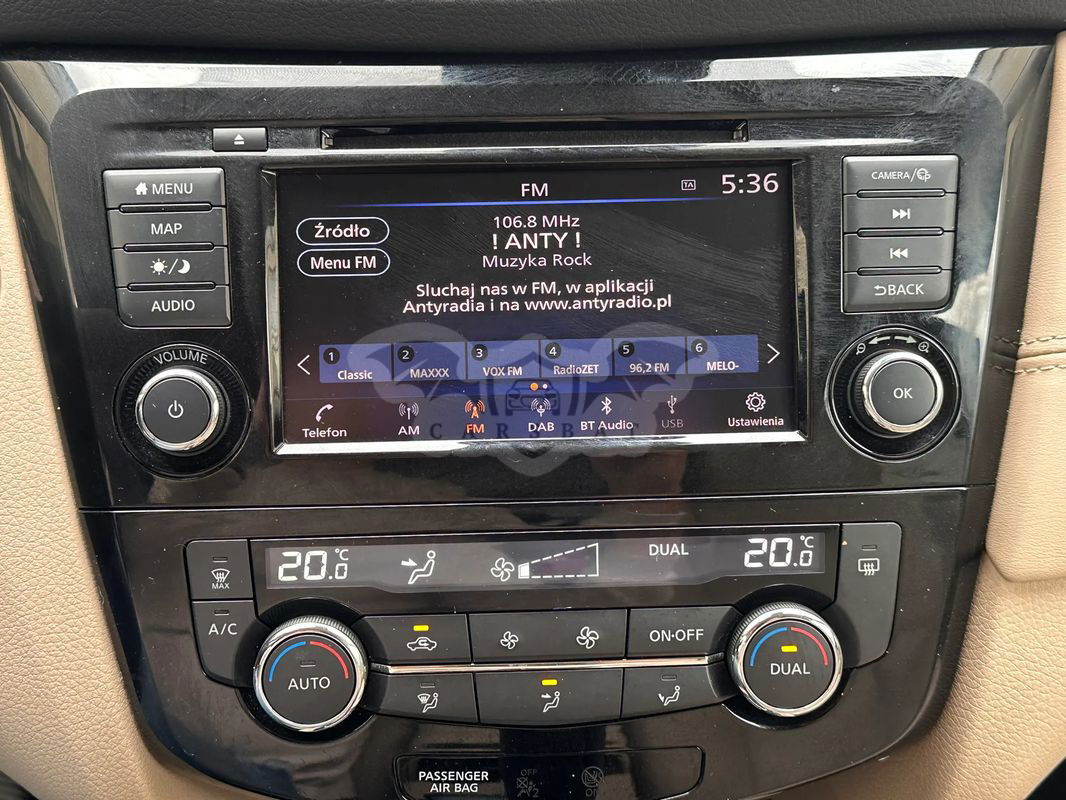 FM
TA
5:36
MENU
MAP
AUDIO
CAMERA/
BACK
Źródło
Menu FM
106.8 MHz
! ANTY !
Muzyka Rock
Sluchaj nas w FM, w aplikacji
Antyradia i na www.antyradio.pl
1 Classic
2 MAXXX
3 VOX FM
4 RadioZET
5 96,2 FM
6 MELO-
VOLUME
OK
Telefon
AM
FM
DAB
BT Audio
USB
Ustawienia
CARSBAT
20.0 °C
DUAL
20.0 °C
MAX
A/C
ON·OFF
AUTO
DUAL
PASSENGER
AIR BAG
OFF
2